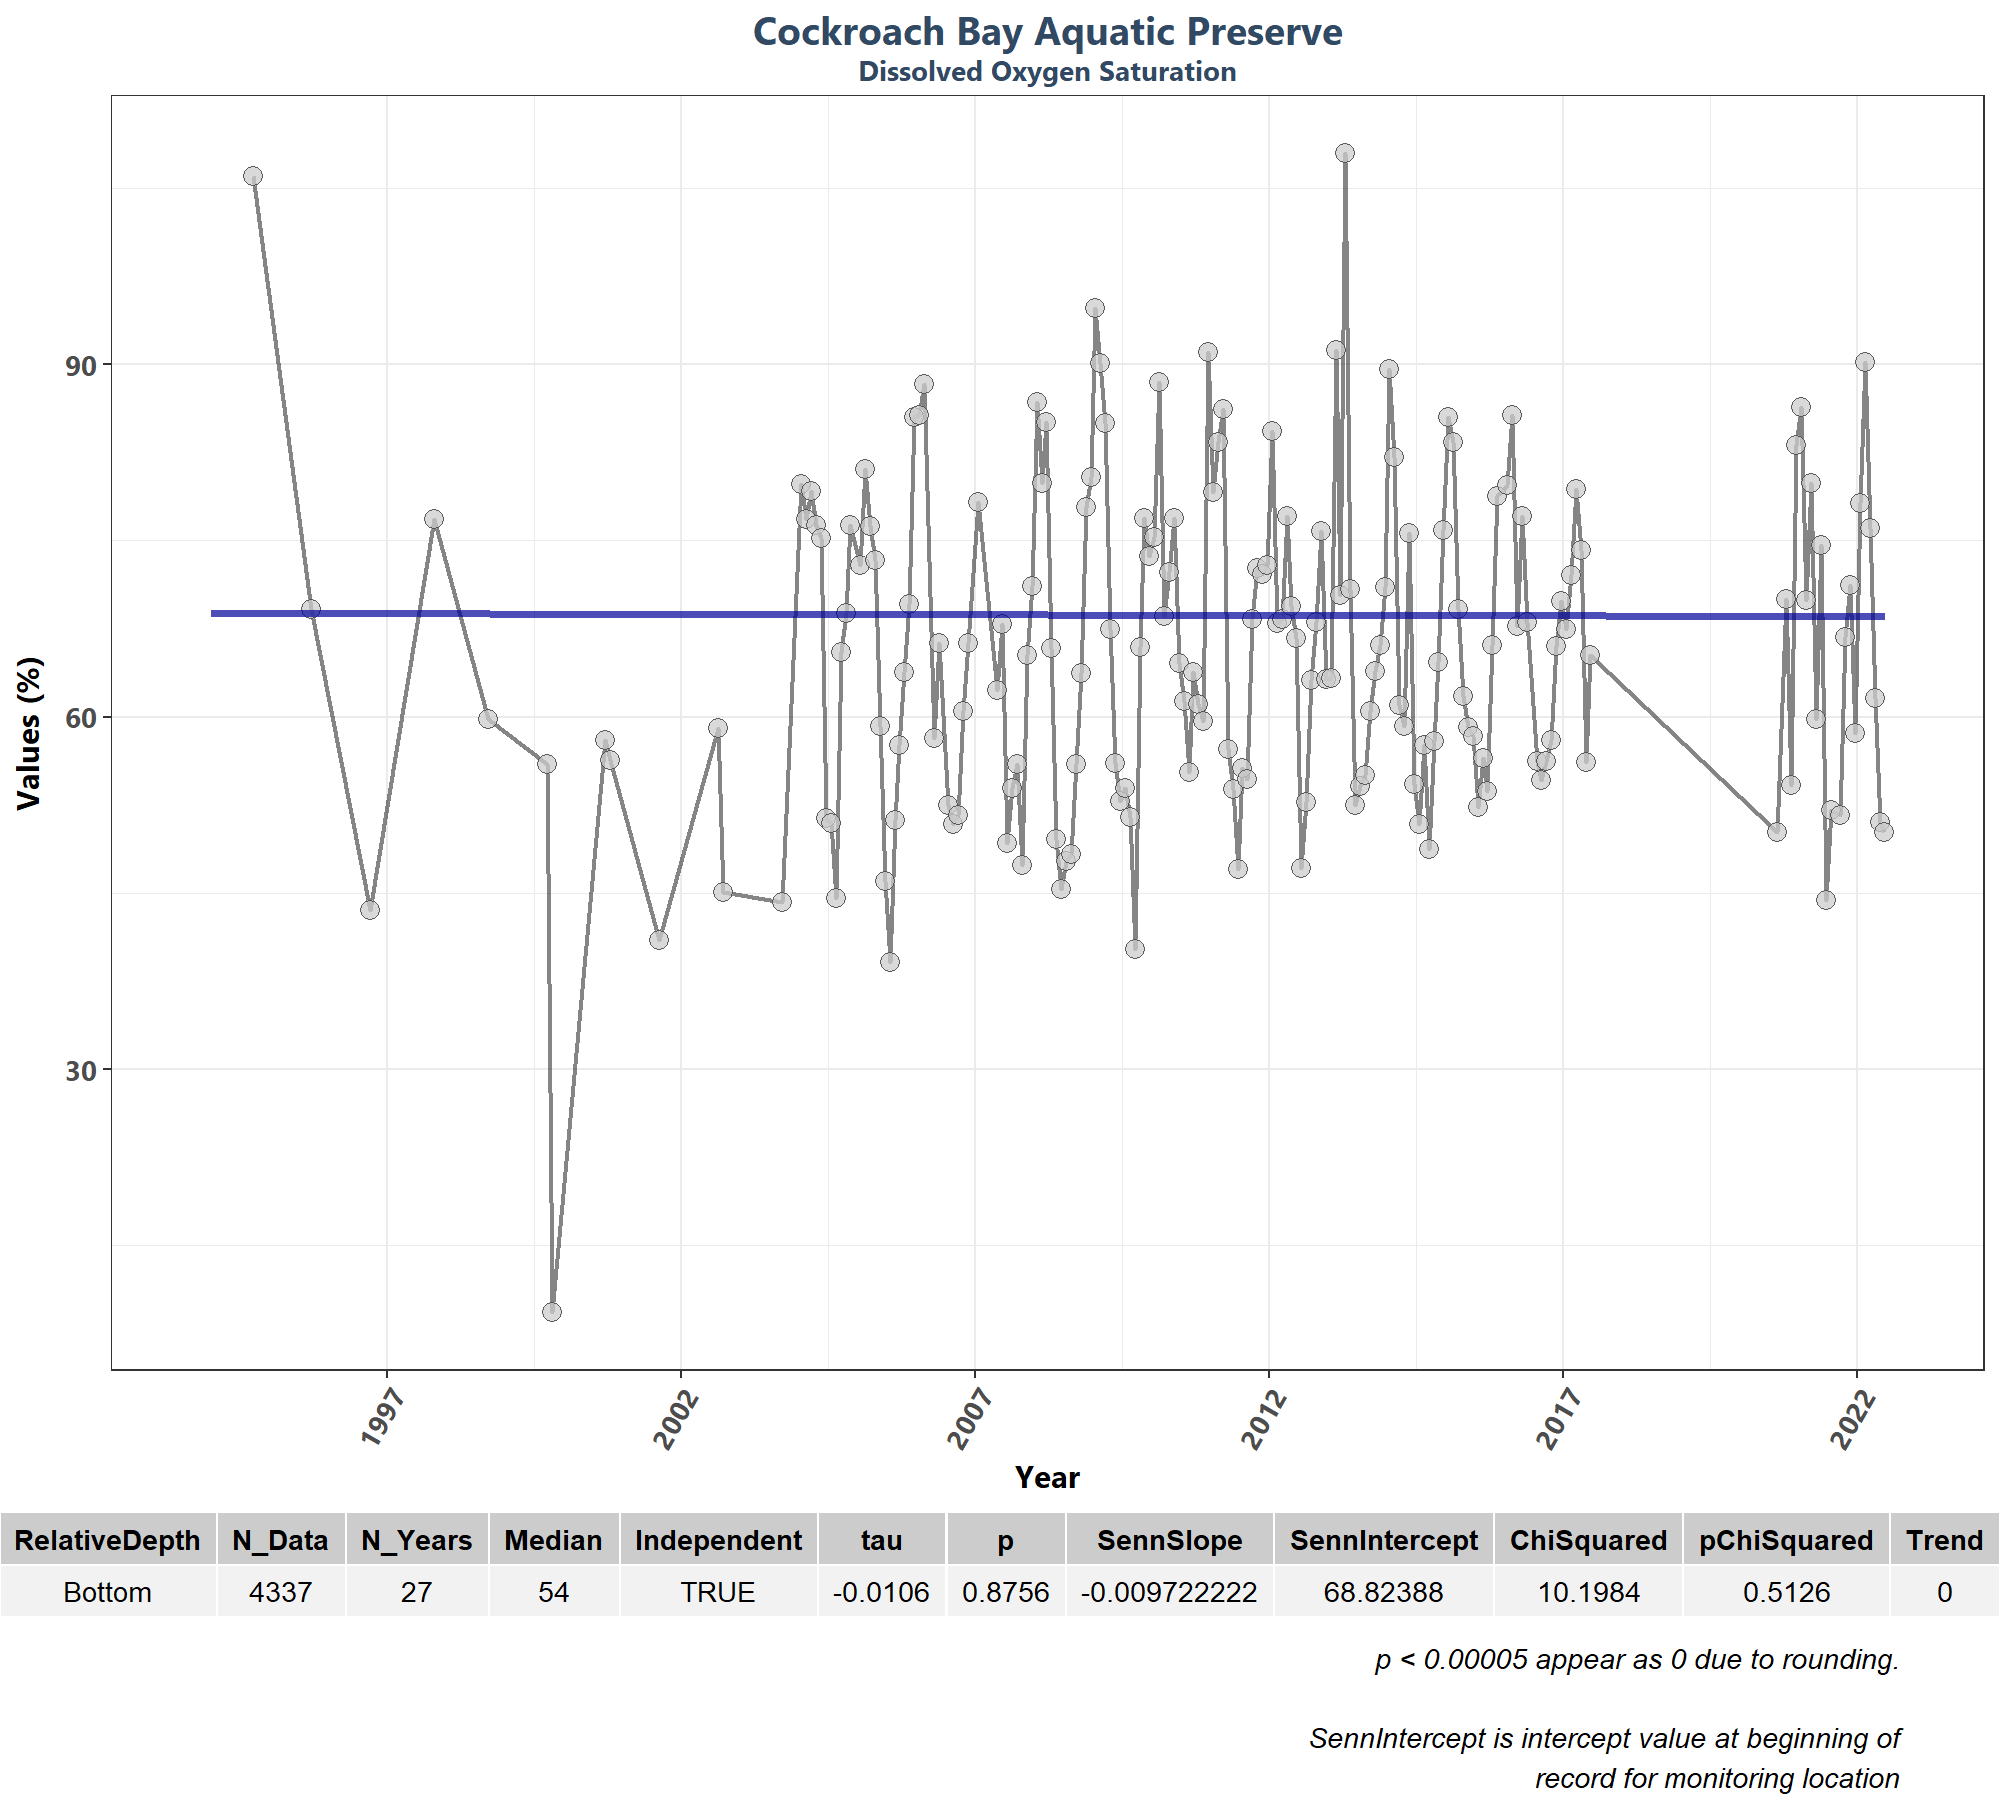 Cockroach Bay Aquatic Preserve
Dissolved Oxygen Saturation
Values (%)
90
60
30
1997 2002 2007 2012 2017 2022
Year
RelativeDepth N_Data N_Years Median Independent tau p SennSlope SennIntercept ChiSquared pChiSquared Trend
Bottom 4337 27 54 TRUE -0.0106 0.8756 -0.009722222 68.82388 10.1984 0.5126 0
p < 0.00005 appear as 0 due to rounding.
SennIntercept is intercept value at beginning of
record for monitoring location